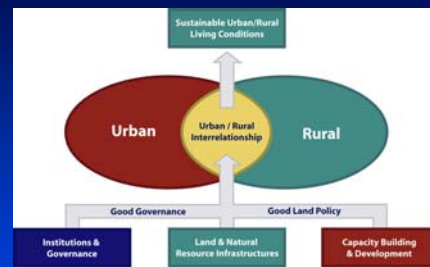 Sustainable Urban/Rural
Living Conditions
Urban
Urban / Rural
Interrelationship
Rural
Good Governance
Good Land Policy
Institutions &
Governance
Land & Natural
Resource Infrastructures
Capacity Building
& Development